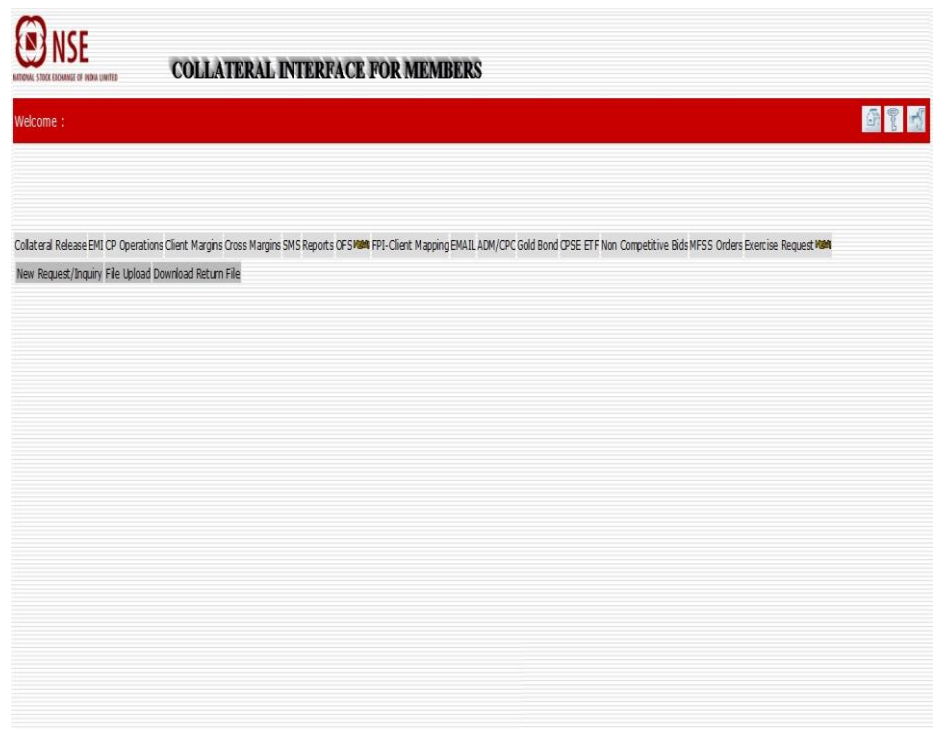 NSE
NATIONAL STOCK EXCHANGE OF INDIA LIMITED
COLLATERAL INTERFACE FOR MEMBERS
Welcome :
Collateral Release EMI CP Operations Client Margins Cross Margins SMS Reports OFS FPI-Client Mapping EMAIL ADM/CPC Gold Bond CPSE ETF Non Competitive Bids MFSS Orders Exercise Request
New Request/Inquiry File Upload Download Return File